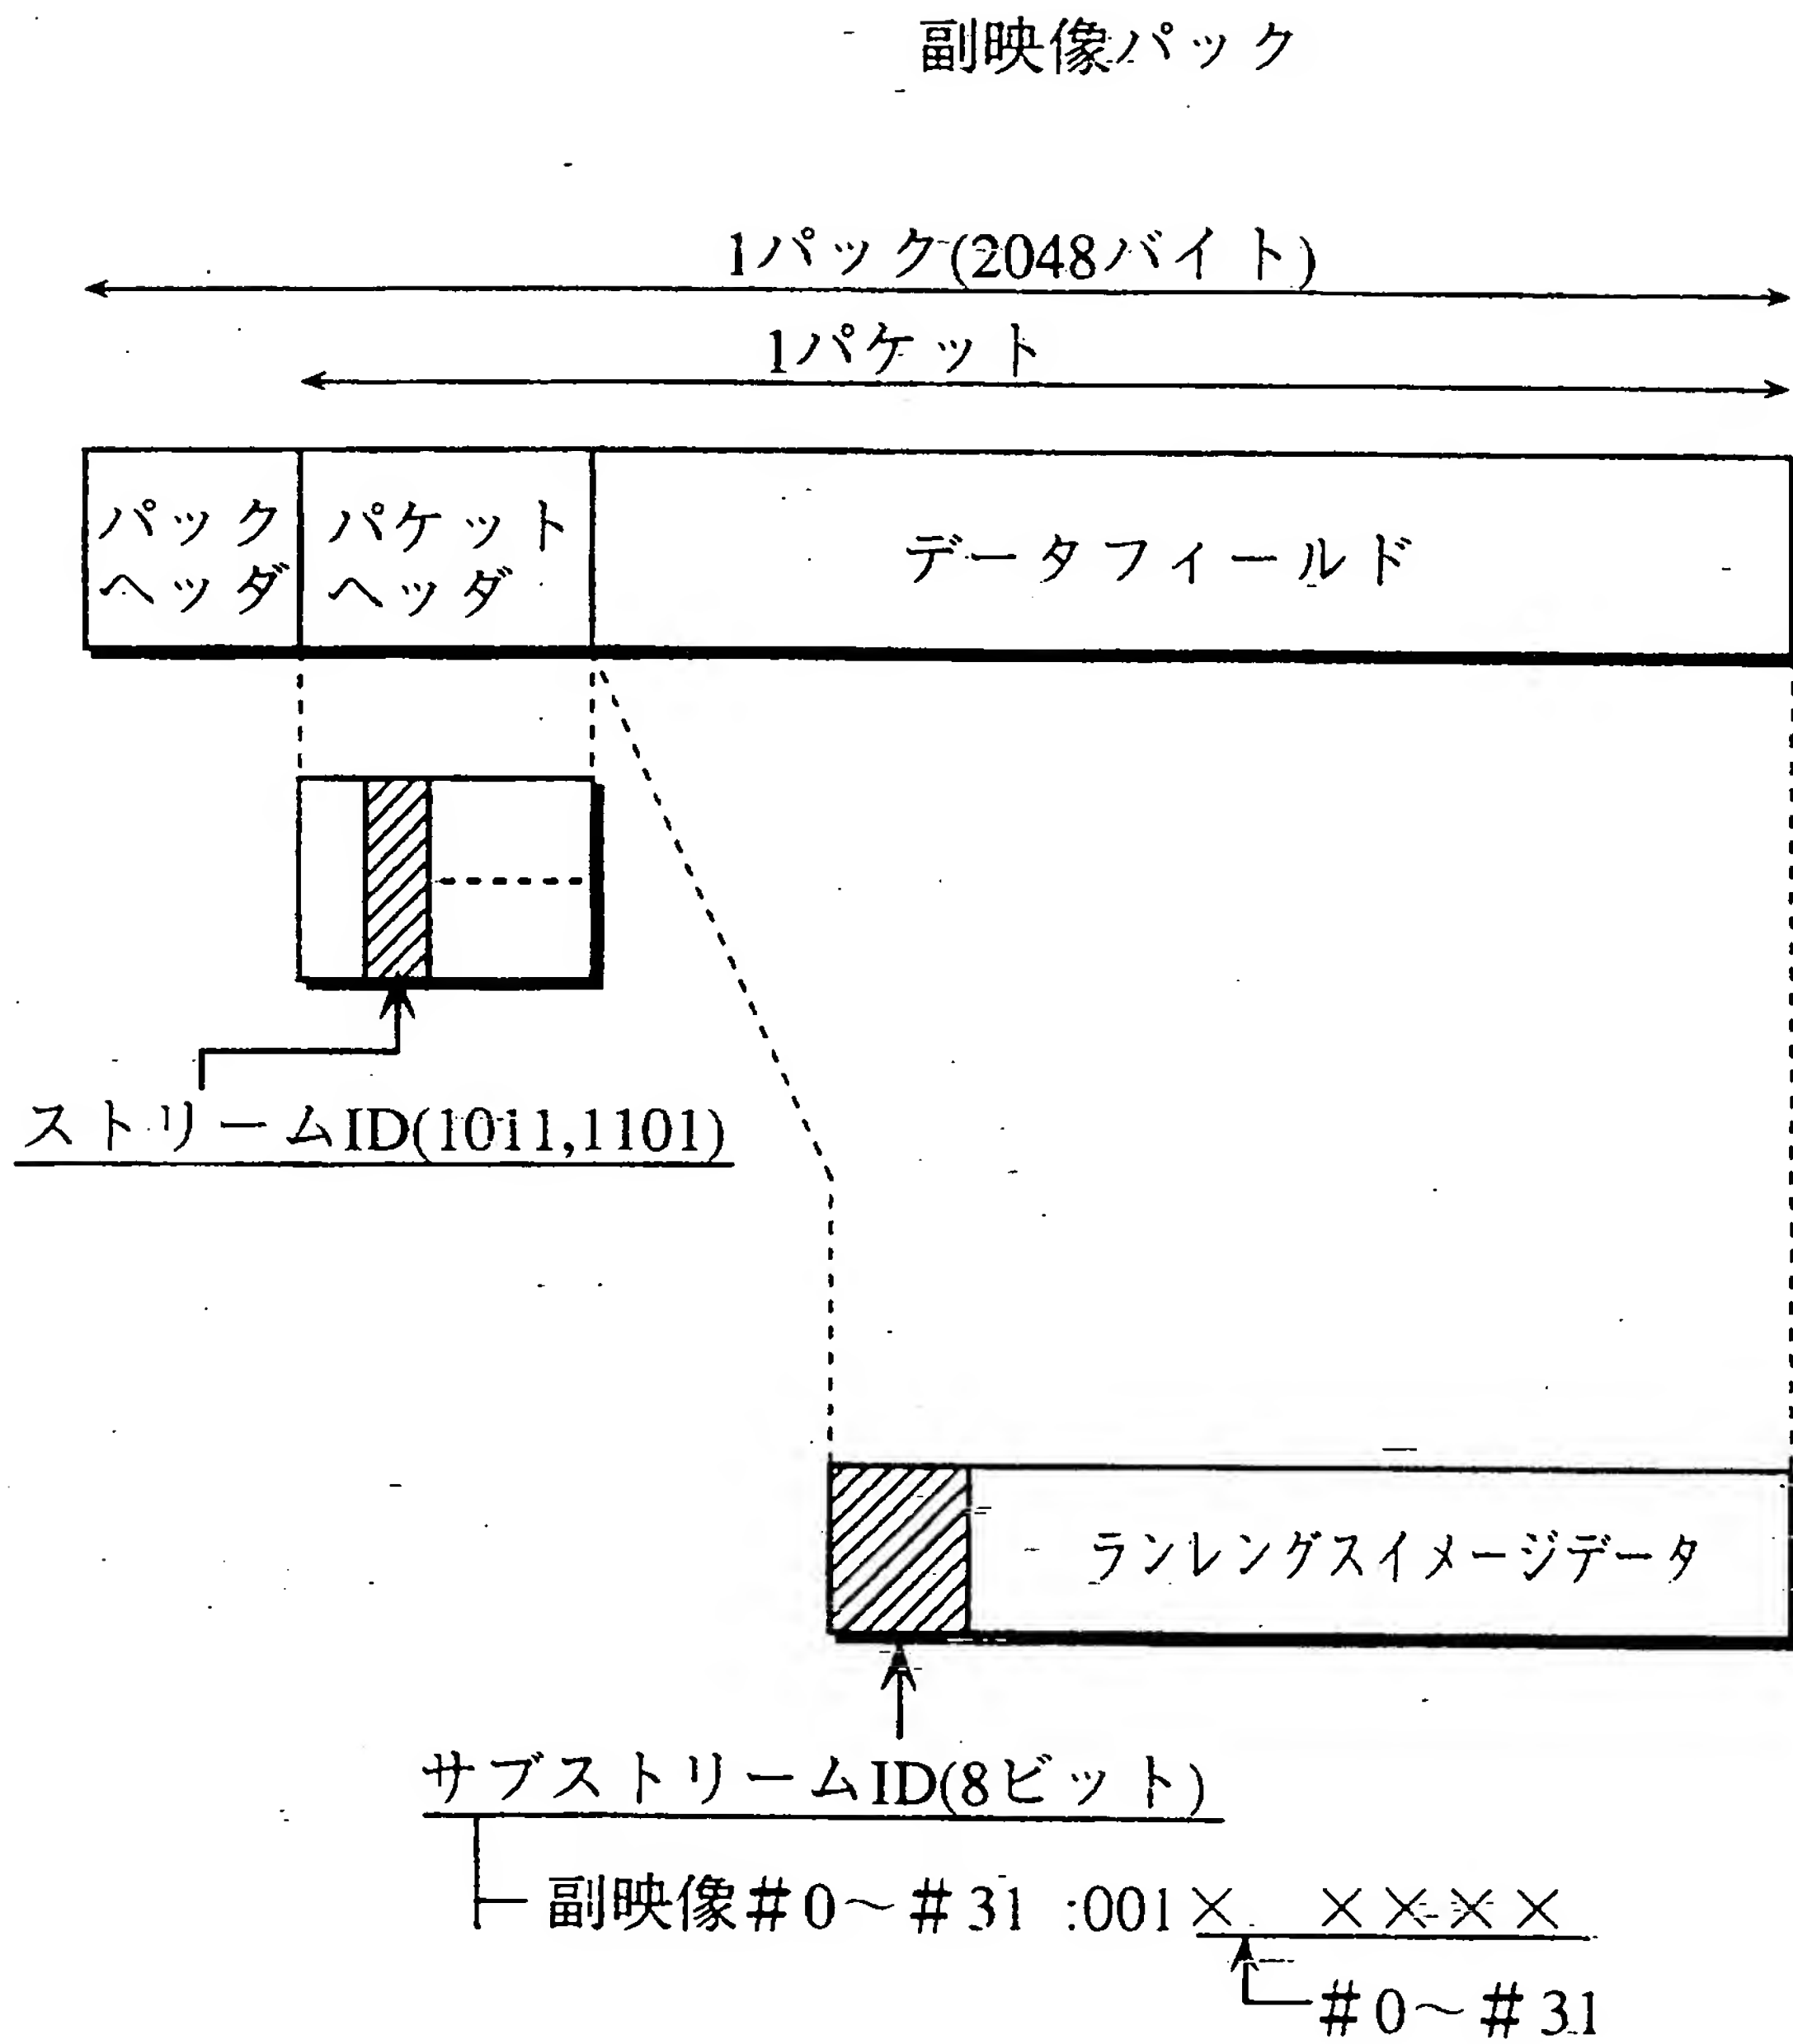 副映像パック
1パック(2048バイト)
1パケット
パック
ヘッダ
パケット
ヘッダ
データフィールド
ストリームID(1011,1101)
ランレングスイメージデータ
サブストリームID(8ビット)
副映像#0～#31 :001× ××××
#0～#31